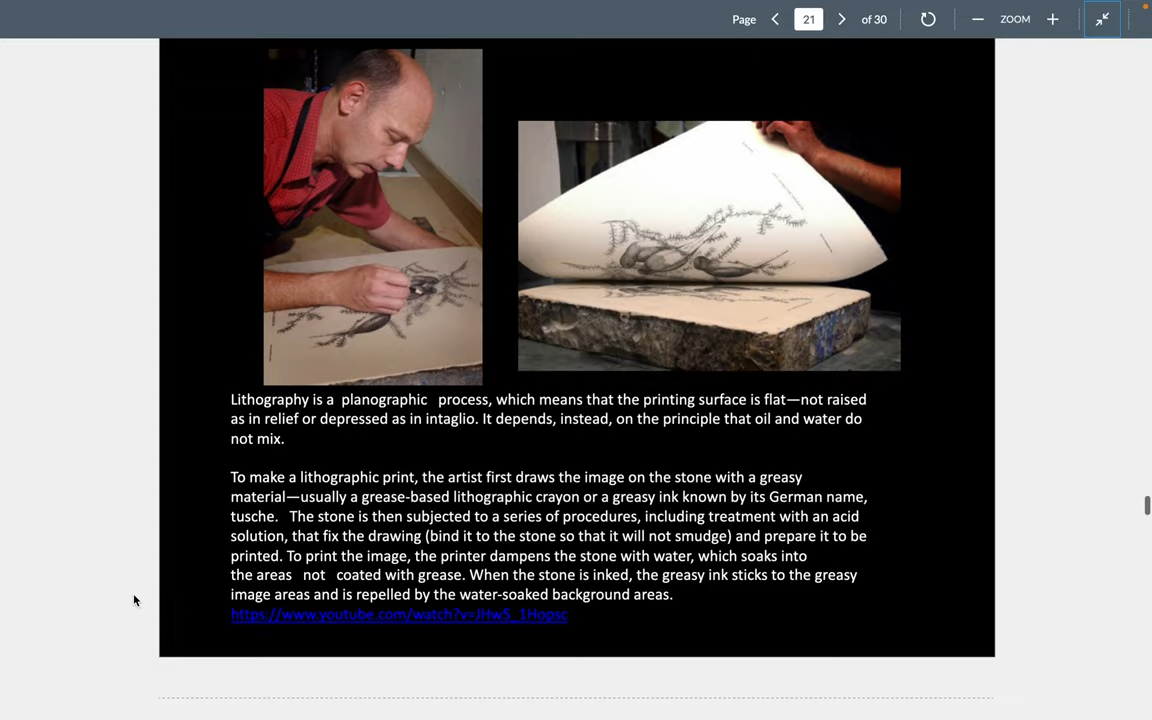 Page 21 of 30 ZOOM
Lithography is a planographic process, which means that the printing surface is flat—not raised
as in relief or depressed as in intaglio. It depends, instead, on the principle that oil and water do
not mix.
To make a lithographic print, the artist first draws the image on the stone with a greasy
material—usually a grease-based lithographic crayon or a greasy ink known by its German name,
tusche. The stone is then subjected to a series of procedures, including treatment with an acid
solution, that fix the drawing (bind it to the stone so that it will not smudge) and prepare it to be
printed. To print the image, the printer dampens the stone with water, which soaks into
the areas not coated with grease. When the stone is inked, the greasy ink sticks to the greasy
image areas and is repelled by the water-soaked background areas.
https://www.youtube.com/watch?v=JHw5_1Hopsc